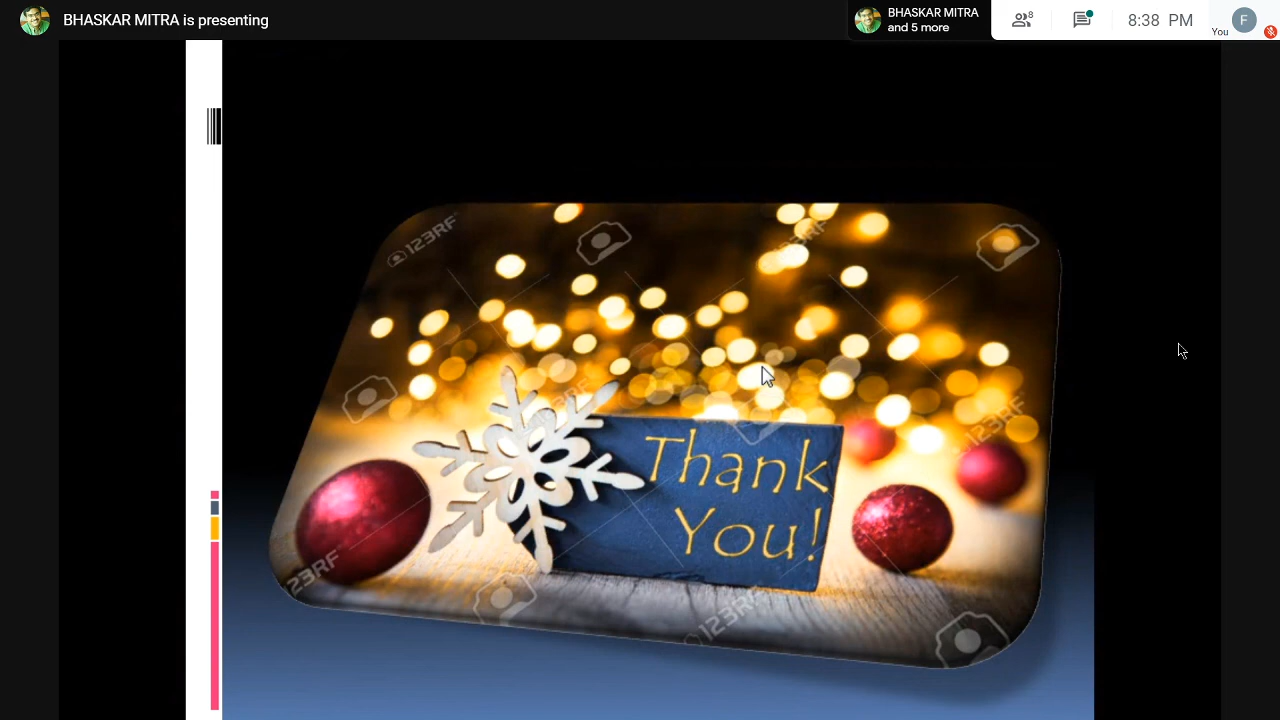 BHASKAR MITRA is presenting
BHASKAR MITRA
and 5 more
8
8:38 PM
You
F
123RF
123RF
123RF
Thank
You!
123RF
123RF